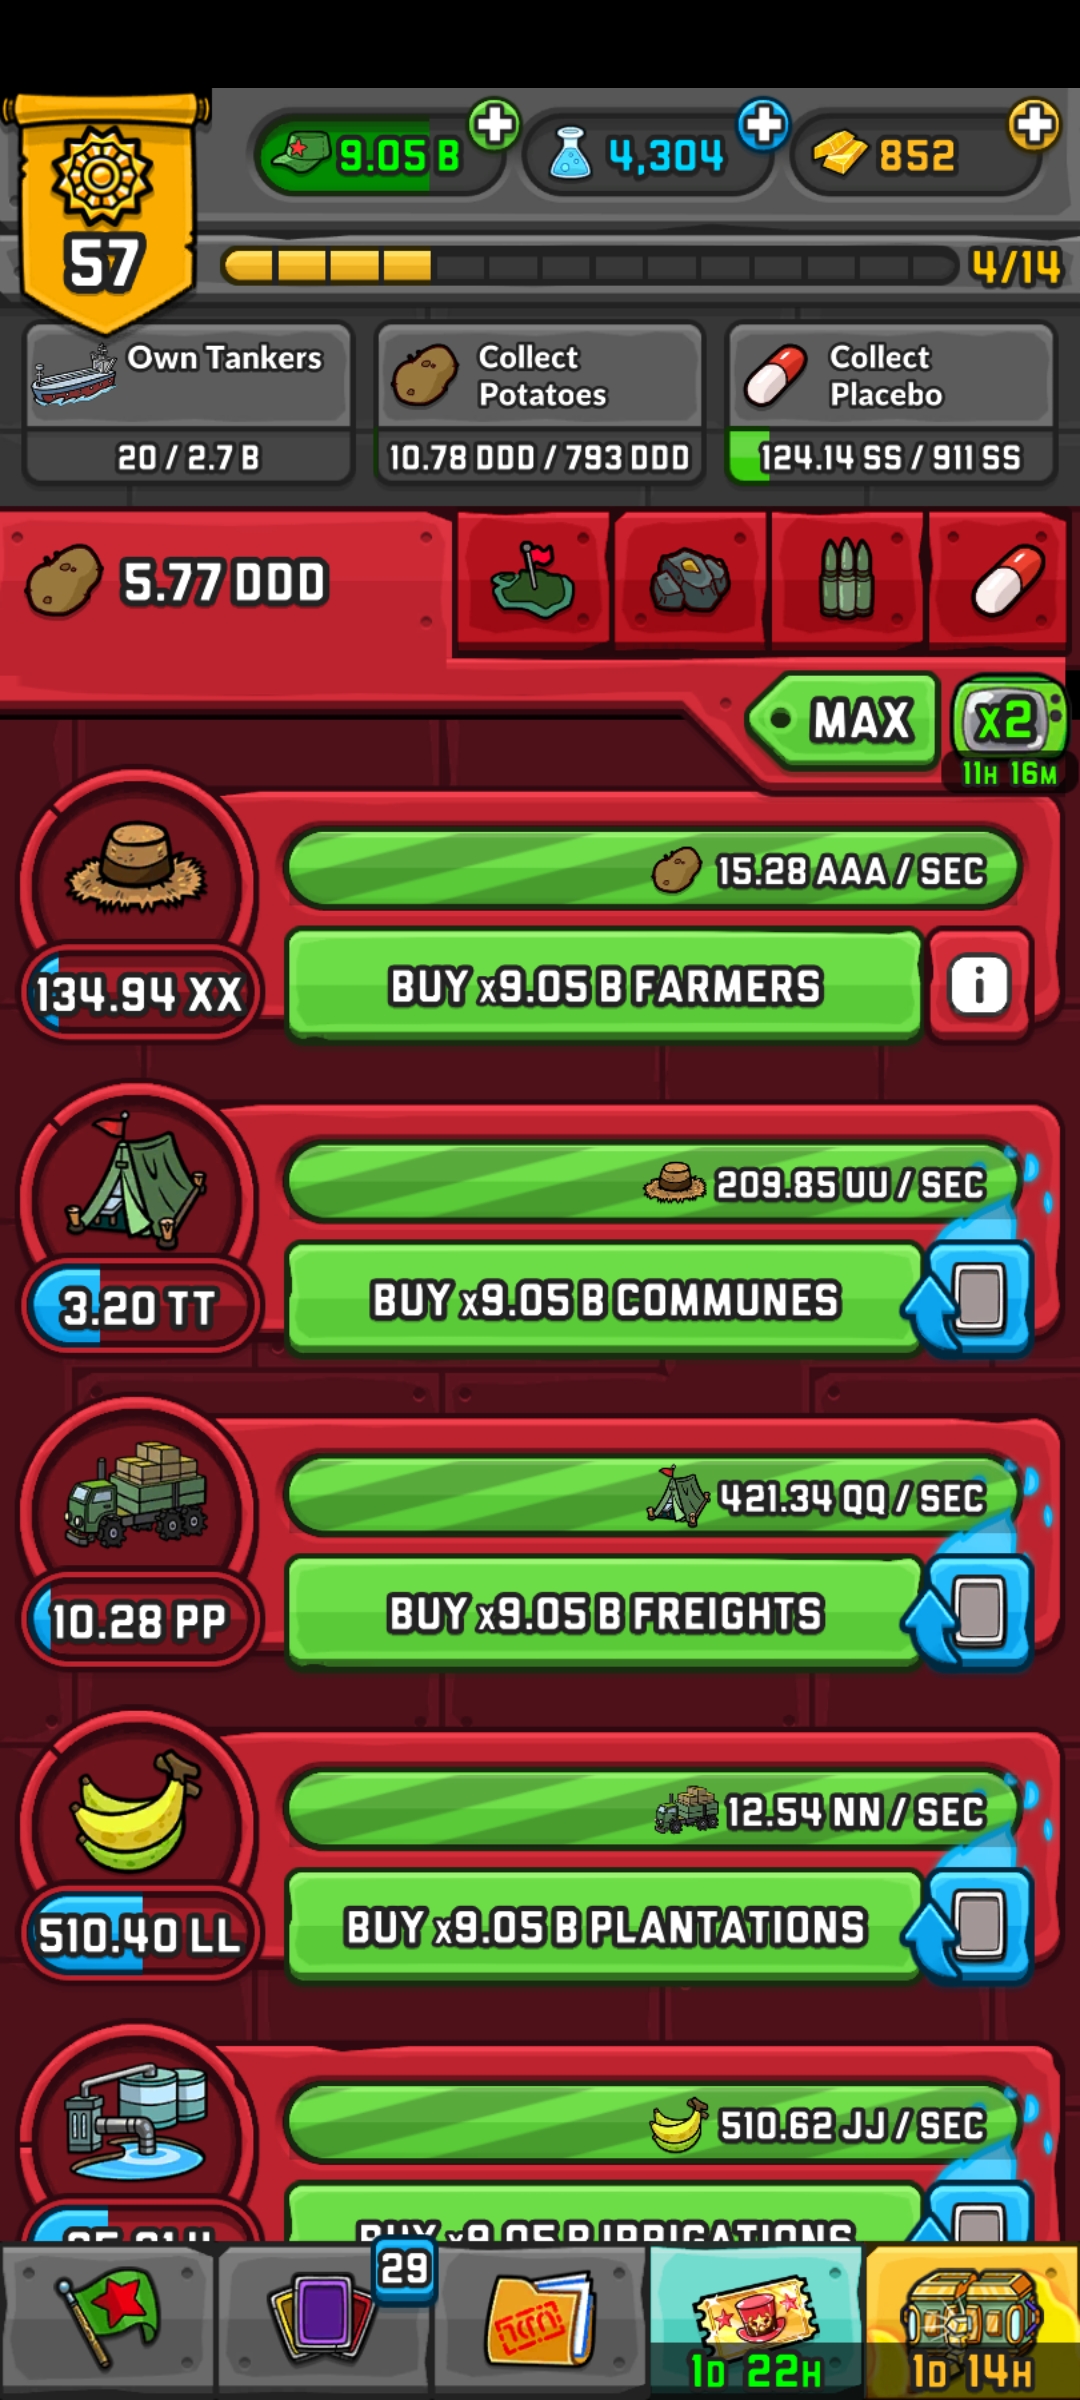 9.05 B
4,304
852
57
4/14
Own Tankers
20 / 2.7 B
Collect
Potatoes
10.78 DDD / 793 DDD
Collect
Placebo
124.14 SS / 911 SS
5.77 DDD
MAX
x2
11H 16M
15.28 AAA / SEC
134.94 XX
BUY x9.05 B FARMERS
i
209.85 UU / SEC
3.20 TT
BUY x9.05 B COMMUNES
421.34 QQ / SEC
10.28 PP
BUY x9.05 B FREIGHTS
12.54 NN / SEC
510.40 LL
BUY x9.05 B PLANTATIONS
510.62 JJ / SEC
BUY x9.05 B IRRIGATIONS
29
1D 22H
1D 14H